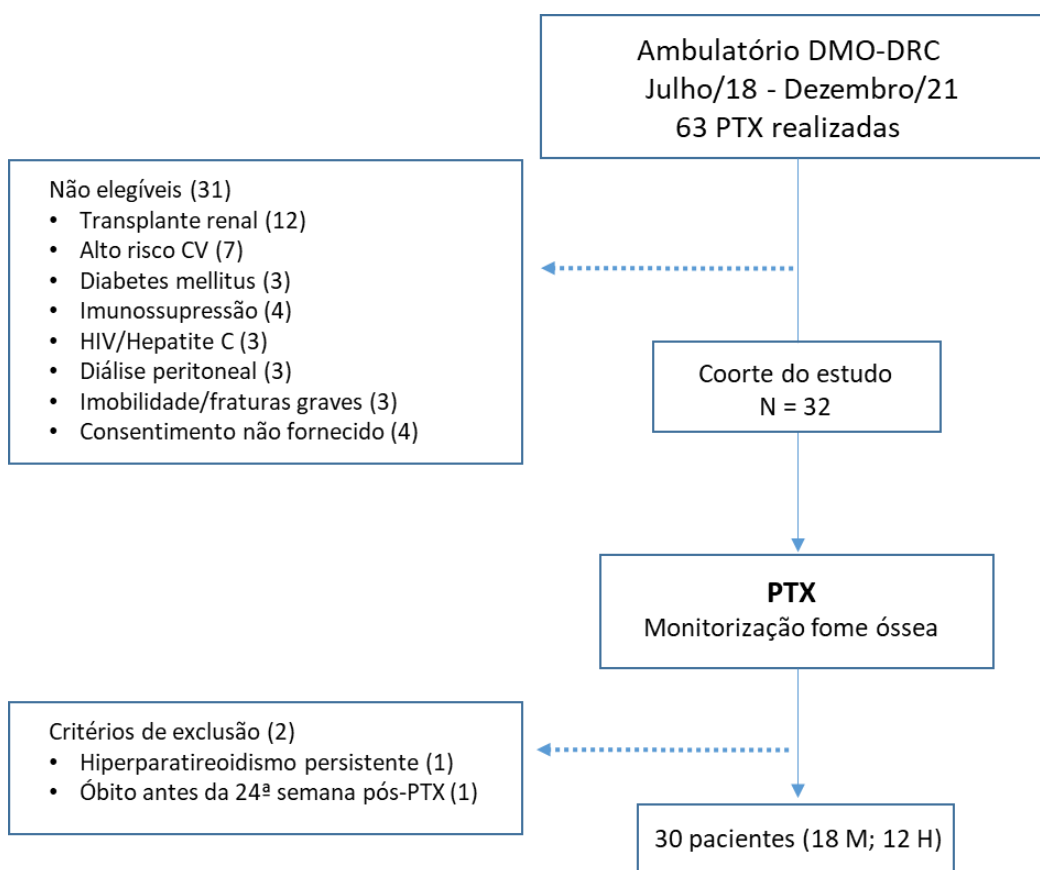 Ambulatório DMO-DRC
Julho/18 - Dezembro/21
63 PTX realizadas
Não elegíveis (31)
• Transplante renal (12)
• Alto risco CV (7)
• Diabetes mellitus (3)
• Imunossupressão (4)
• HIV/Hepatite C (3)
• Diálise peritoneal (3)
• Imobilidade/fraturas graves (3)
• Consentimento não fornecido (4)
Coorte do estudo
N = 32
PTX
Monitorização fome óssea
Critérios de exclusão (2)
• Hiperparatireoidismo persistente (1)
• Óbito antes da 24ª semana pós-PTX (1)
30 pacientes (18 M; 12 H)